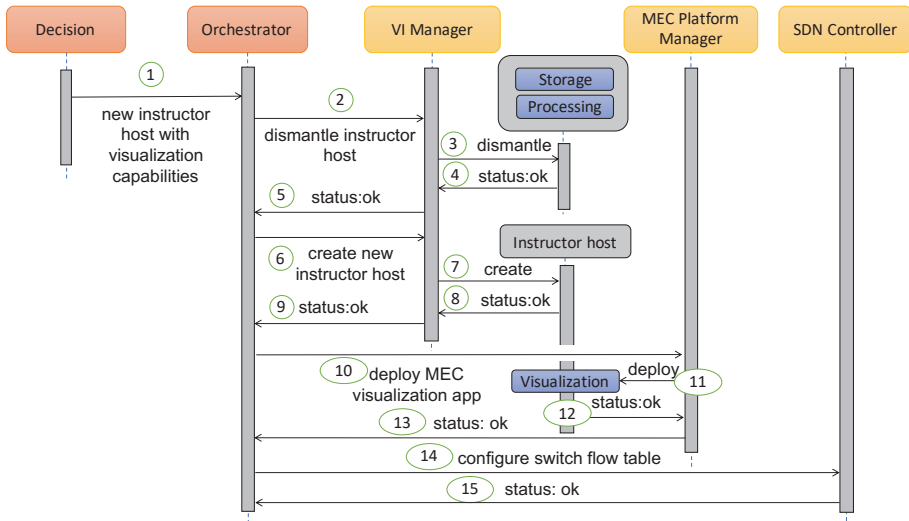 Decision
Orchestrator
VI Manager
MEC Platform
Manager
SDN Controller
1
new instructor
host with
visualization
capabilities
2
dismantle instructor
host
Storage
Processing
3 dismantle
4 status:ok
5 status:ok
6 create new
instructor host
Instructor host
7 create
8 status:ok
9 status:ok
10 deploy MEC
visualization app
deploy
11
Visualization
12 status:ok
13 status: ok
14 configure switch flow table
15 status: ok